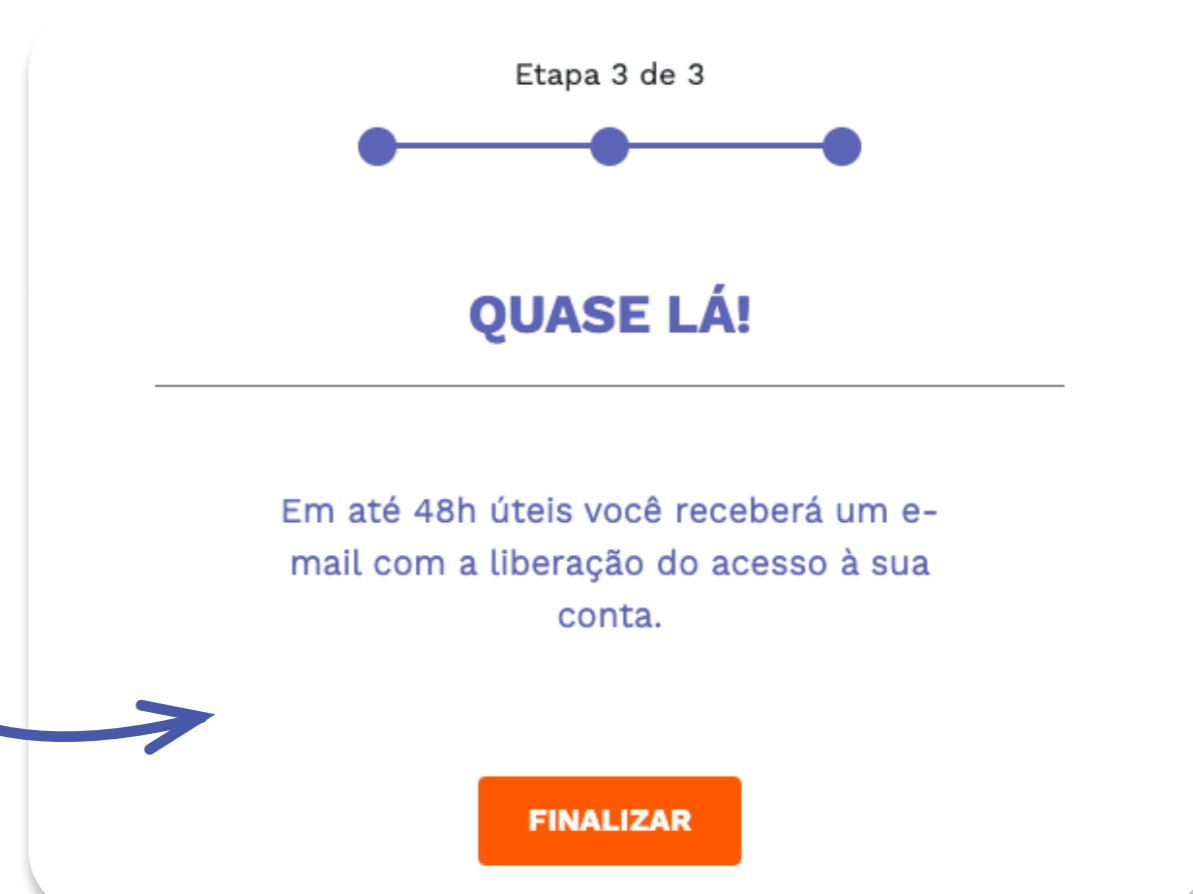 Etapa 3 de 3
QUASE LÁ!
Em até 48h úteis você receberá um e-
mail com a liberação do acesso à sua
conta.
FINALIZAR